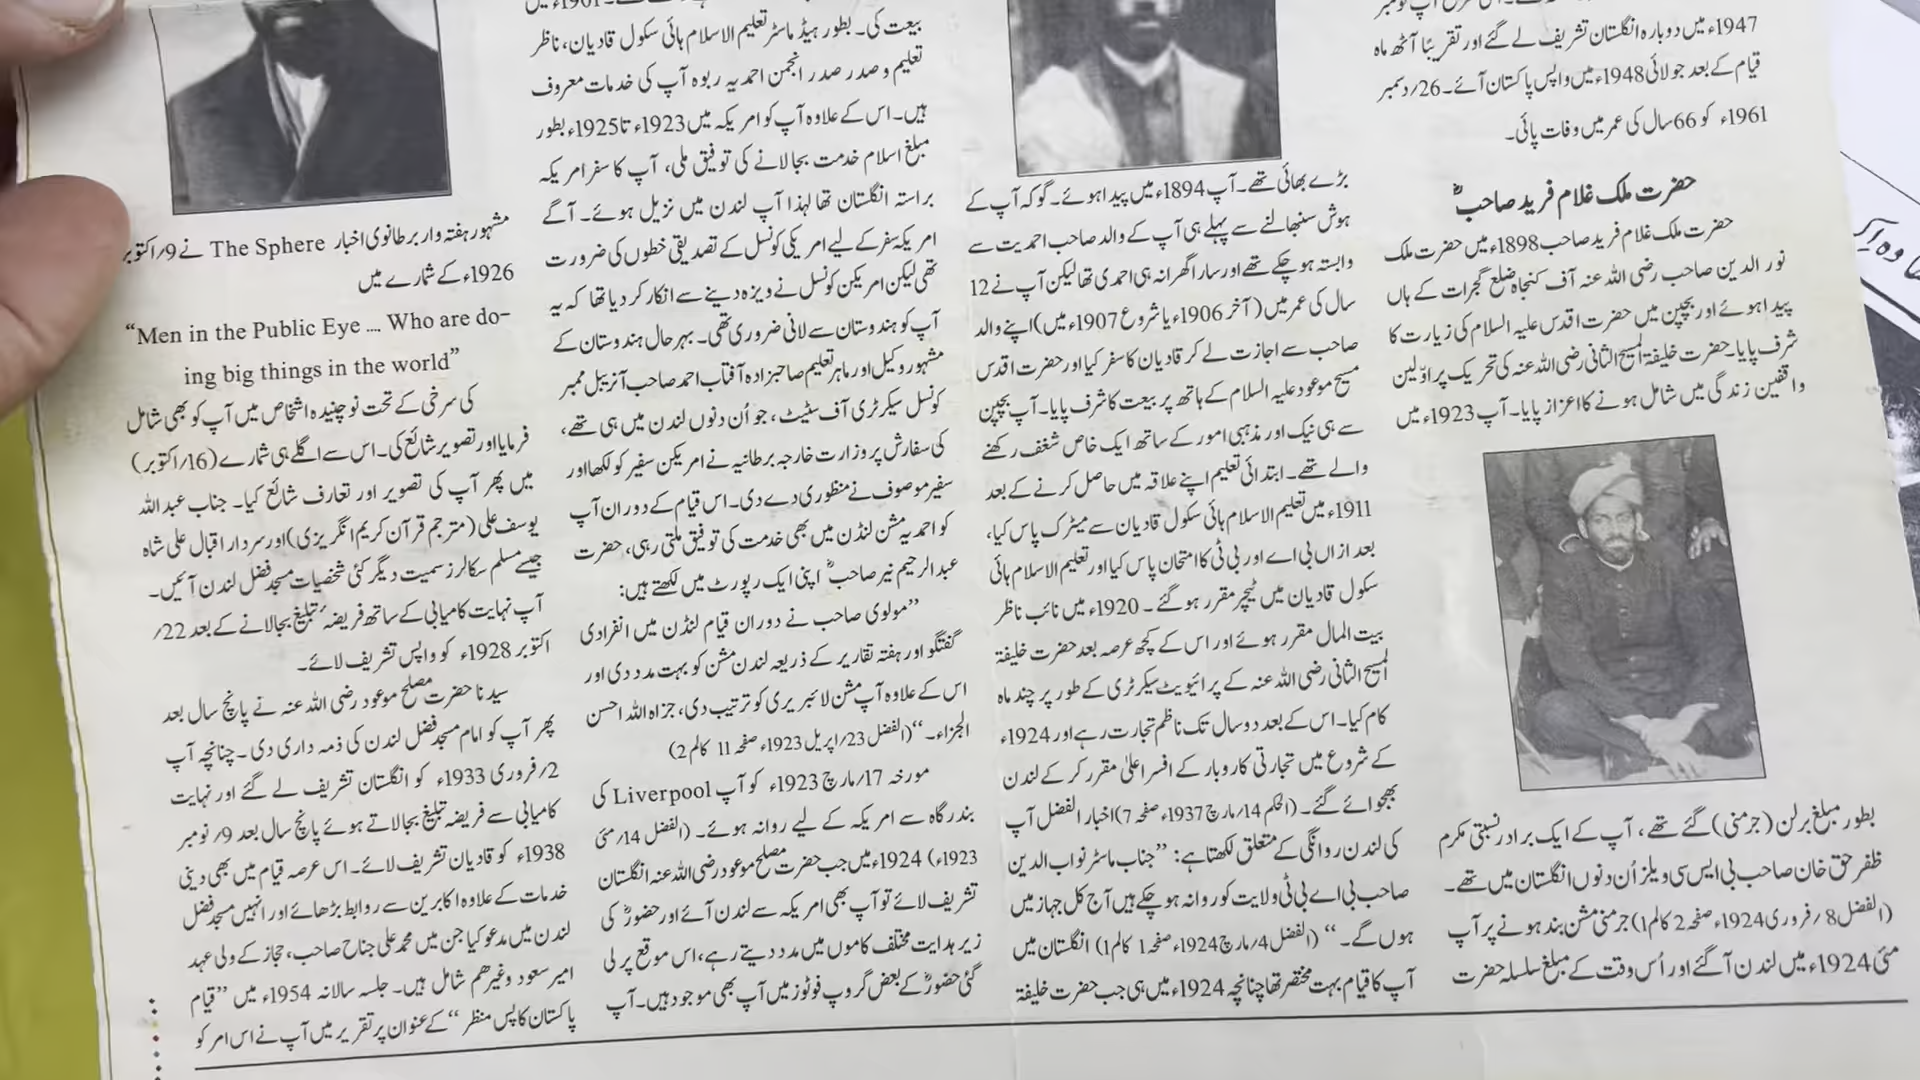 1947ء میں دوبارہ انگلستان تشریف لے گئے اور تقریبًا آٹھ ماہ
قیام کے بعد جولائی 1948ء میں واپس پاکستان آئے۔ 26؍دسمبر
1961ء کو 66 سال کی عمر میں وفات پائی۔
حضرت ملک غلام فرید صاحبؓ
حضرت ملک غلام فرید صاحب 1898ء میں حضرت ملک
نور الدین صاحب رضی اللہ عنہ آف کنجاہ ضلع گجرات کے ہاں
پیدا ہوئے اور بچپن میں حضرت اقدس علیہ السلام کی زیارت کا
شرف پایا۔ حضرت خلیفۃ المسیح الثانی رضی اللہ عنہ کی تحریک پر اوّلین
واقفین زندگی میں شامل ہونے کا اعزاز پایا۔ آپ 1923ء میں
بطور مبلغ برلن (جرمنی) گئے تھے، آپ کے ایک برادر نسبتی مکرم
ظفر حق خان صاحب بی ایس سی ویلز اُن دنوں انگلستان میں تھے۔
(الفضل 8؍فروری 1924ء صفحہ 2 کالم 1) جرمنی مشن بند ہونے پر آپ
مئی 1924ء میں لندن آگئے اور اُس وقت کے مبلغ سلسلہ حضرت
بڑے بھائی تھے۔ آپ 1894ء میں پیدا ہوئے۔ گو کہ آپ کے
ہوش سنبھالنے سے پہلے ہی آپ کے والد صاحب احمدیت سے
وابستہ ہوچکے تھے اور سارا گھرانہ ہی احمدی تھا لیکن آپ نے 12
سال کی عمر میں (آخر 1906ء یا شروع 1907ء میں) اپنے والد
صاحب سے اجازت لے کر قادیان کا سفر کیا اور حضرت اقدس
مسیح موعود علیہ السلام کے ہاتھ پر بیعت کا شرف پایا۔ آپ بچپن
سے ہی نیک اور مذہبی امور کے ساتھ ایک خاص شغف رکھنے
والے تھے۔ ابتدائی تعلیم اپنے علاقہ میں حاصل کرنے کے بعد
1911ء میں تعلیم الاسلام ہائی سکول قادیان سے میٹرک پاس کیا،
بعد ازاں بی اے اور بی ٹی کا امتحان پاس کیا اور تعلیم الاسلام ہائی
سکول قادیان میں ٹیچر مقرر ہوگئے۔ 1920ء میں نائب ناظر
بیت المال مقرر ہوئے اور اس کے کچھ عرصہ بعد حضرت خلیفۃ
المسیح الثانی رضی اللہ عنہ کے پرائیویٹ سیکرٹری کے طور پر چند ماہ
کام کیا۔ اس کے بعد دو سال تک ناظم تجارت رہے اور 1924ء
کے شروع میں تجارتی کاروبار کے افسر اعلیٰ مقرر کر کے لندن
بھجوائے گئے۔ (الحکم 14؍مارچ 1937ء صفحہ 7) اخبار الفضل آپ
کی لندن روانگی کے متعلق لکھتا ہے: ”جناب ماسٹر نواب الدین
صاحب بی اے بی ٹی ولایت کو روانہ ہوچکے ہیں آج کل جہاز میں
ہوں گے۔“ (الفضل 4؍مارچ 1924ء صفحہ 1 کالم 1) انگلستان میں
آپ کا قیام بہت مختصر تھا چنانچہ 1924ء میں ہی جب حضرت خلیفۃ
بیعت کی۔ بطور ہیڈ ماسٹر تعلیم الاسلام ہائی سکول قادیان، ناظر
تعلیم و صدر صدر انجمن احمدیہ ربوہ آپ کی خدمات معروف
ہیں۔ اس کے علاوہ آپ کو امریکہ میں 1923ء تا 1925ء بطور
مبلغ اسلام خدمت بجا لانے کی توفیق ملی، آپ کا سفر امریکہ
براستہ انگلستان تھا لہٰذا آپ لندن میں نزیل ہوئے۔ آگے
امریکہ سفر کے لیے امریکی کونسل کے تصدیقی خطوں کی ضرورت
تھی لیکن امریکن کونسل نے ویزہ دینے سے انکار کردیا تھا کہ یہ
آپ کو ہندوستان سے لانی ضروری تھی۔ بہرحال ہندوستان کے
مشہور وکیل اور ماہر تعلیم صاحبزادہ آفتاب احمد صاحب آنریبل ممبر
کونسل سیکرٹری آف سٹیٹ، جو اُن دنوں لندن میں ہی تھے،
کی سفارش پر وزارت خارجہ برطانیہ نے امریکن سفیر کو لکھا اور
سفیر موصوف نے منظوری دے دی۔ اس قیام کے دوران آپ
کو احمدیہ مشن لنڈن میں بھی خدمت کی توفیق ملتی رہی، حضرت
عبد الرحیم نیر صاحبؓ اپنی ایک رپورٹ میں لکھتے ہیں:
”مولوی صاحب نے دوران قیام لنڈن میں انفرادی
گفتگو اور ہفتہ تقاریر کے ذریعہ لندن مشن کو بہت مدد دی اور
اس کے علاوہ آپ مشن لائبریری کو ترتیب دی، جزاہ اللہ احسن
الجزاء۔“ (الفضل 23؍اپریل 1923ء صفحہ 11 کالم 2)
مورخہ 17؍مارچ 1923ء کو آپ Liverpool کی
بندرگاہ سے امریکہ کے لیے روانہ ہوئے۔ (الفضل 14؍مئی
1923ء) 1924ء میں جب حضرت مصلح موعود رضی اللہ عنہ انگلستان
تشریف لائے تو آپ بھی امریکہ سے لندن آئے اور حضورؓ کی
زیر ہدایت مختلف کاموں میں مدد دیتے رہے، اس موقع پر لی
گئی حضورؓ کے بعض گروپ فوٹوز میں آپ بھی موجود ہیں۔ آپ
مشہور ہفتہ وار برطانوی اخبار The Sphere نے 9؍اکتوبر
1926ء کے شمارے میں
“Men in the Public Eye .... Who are do-
ing big things in the world”
کی سرخی کے تحت نو چنیدہ اشخاص میں آپ کو بھی شامل
فرمایا اور تصویر شائع کی۔ اس سے اگلے ہی شمارے (16؍اکتوبر)
میں پھر آپ کی تصویر اور تعارف شائع کیا۔ جناب عبد اللہ
یوسف علی (مترجم قرآن کریم انگریزی) اور سردار اقبال علی شاہ
جیسے مسلم سکالرز سمیت دیگر کئی شخصیات مسجد فضل لندن آئیں۔
آپ نہایت کامیابی کے ساتھ فریضۂ تبلیغ بجالانے کے بعد 22؍
اکتوبر 1928ء کو واپس تشریف لائے۔
سیدنا حضرت مصلح موعود رضی اللہ عنہ نے پانچ سال بعد
پھر آپ کو امام مسجد فضل لندن کی ذمہ داری دی۔ چنانچہ آپ
2؍فروری 1933ء کو انگلستان تشریف لے گئے اور نہایت
کامیابی سے فریضہ تبلیغ بجالاتے ہوئے پانچ سال بعد 9؍نومبر
1938ء کو قادیان تشریف لائے۔ اس عرصہ قیام میں بھی دینی
خدمات کے علاوہ اکابرین سے روابط بڑھائے اور انہیں مسجد فضل
لندن میں مدعو کیا جن میں محمد علی جناح صاحب، حجاز کے ولی عہد
امیر سعود وغیرھم شامل ہیں۔ جلسہ سالانہ 1954ء میں ”قیام
پاکستان کا پس منظر“ کے عنوان پر تقریر میں آپ نے اس امر کو